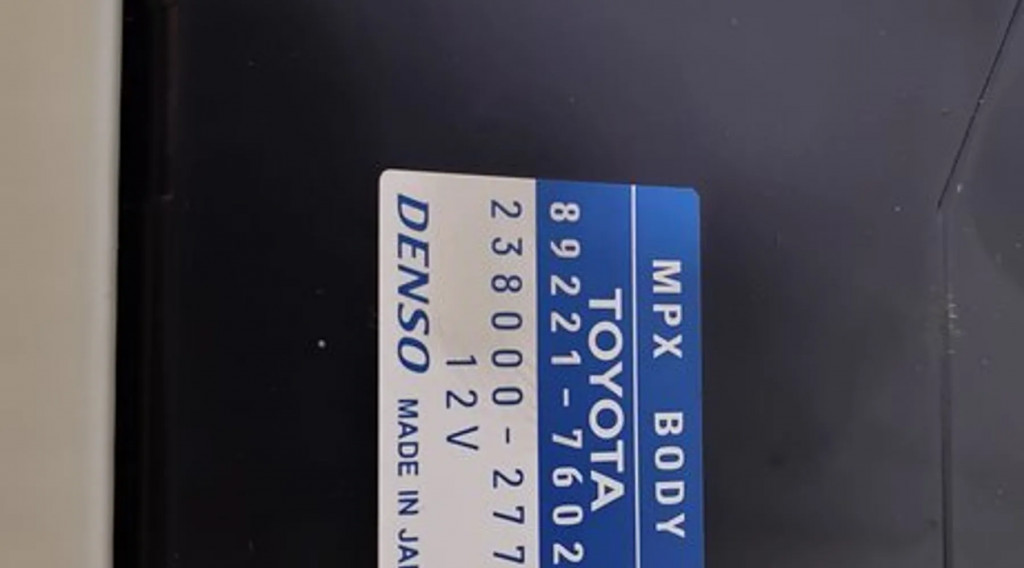 MPX BODY
TOYOTA
89221-7602
238000-277
12V
DENSO MADE IN JA